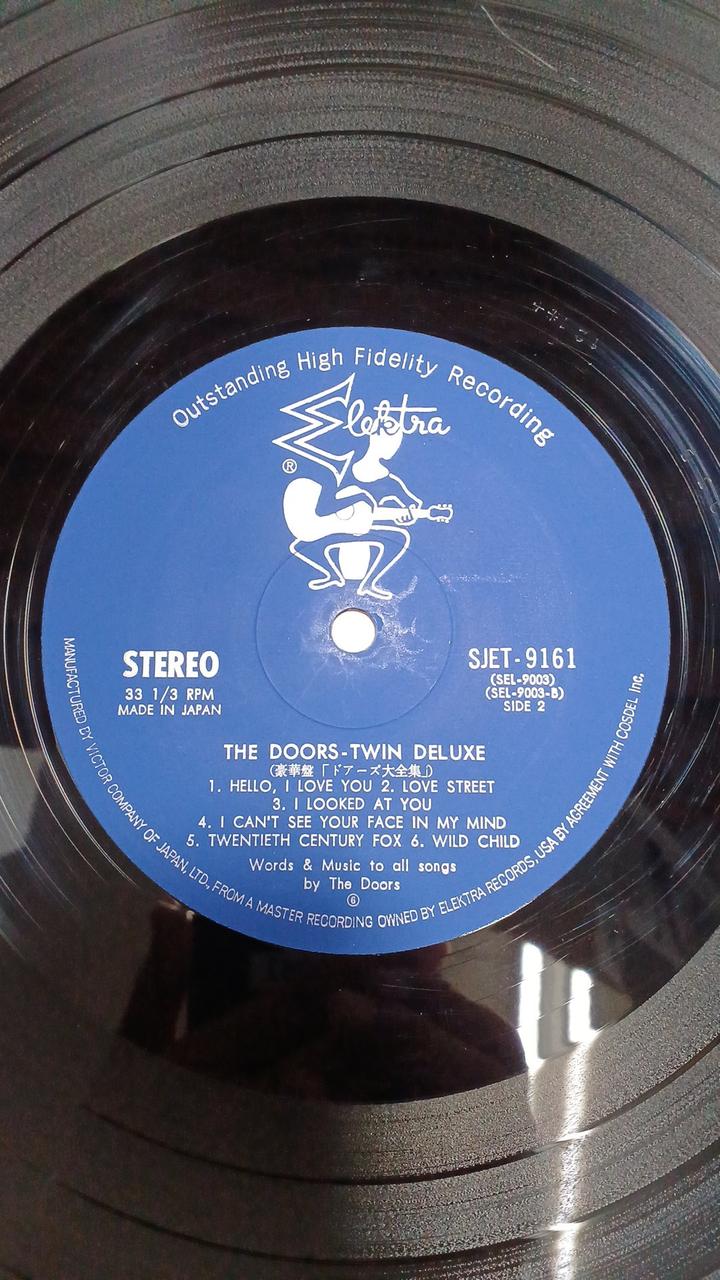 Outstanding High Fidelity Recording
Elektra
®
STEREO
33 1/3 RPM
MADE IN JAPAN
SJET-9161
(SEL-9003)
(SEL-9003-B)
SIDE 2
THE DOORS-TWIN DELUXE
(豪華盤「ドアーズ大全集」)
1. HELLO, I LOVE YOU 2. LOVE STREET
3. I LOOKED AT YOU
4. I CAN'T SEE YOUR FACE IN MY MIND
5. TWENTIETH CENTURY FOX 6. WILD CHILD
Words & Music to all songs
by The Doors
⑥
MANUFACTURED BY VICTOR COMPANY OF JAPAN, LTD, FROM A MASTER RECORDING OWNED BY ELEKTRA RECORDS, USA BY AGREEMENT WITH COSDEL Inc.